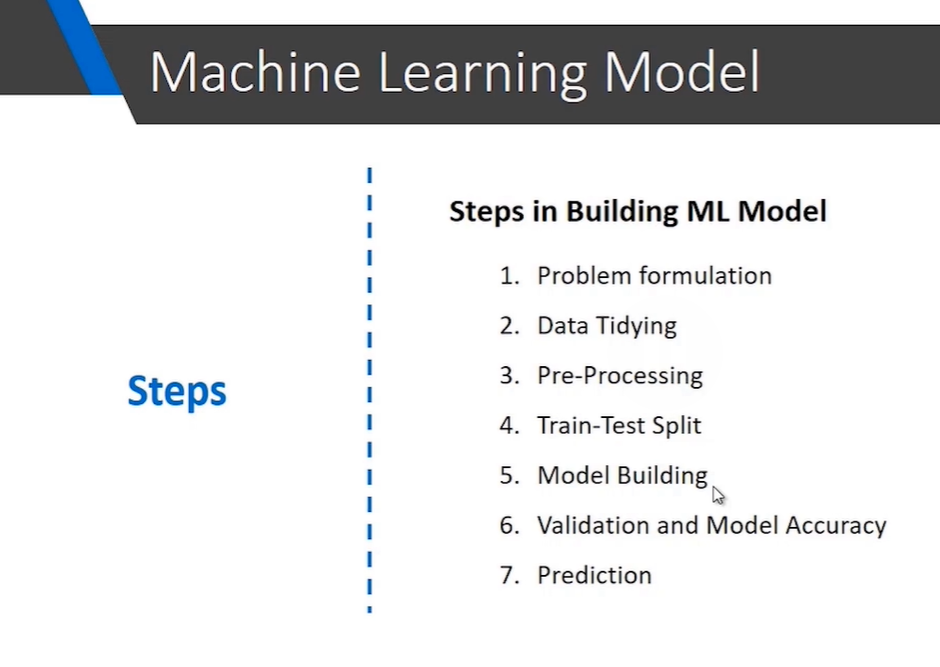 Machine Learning Model
Steps
Steps in Building ML Model
1. Problem formulation
2. Data Tidying
3. Pre-Processing
4. Train-Test Split
5. Model Building
6. Validation and Model Accuracy
7. Prediction